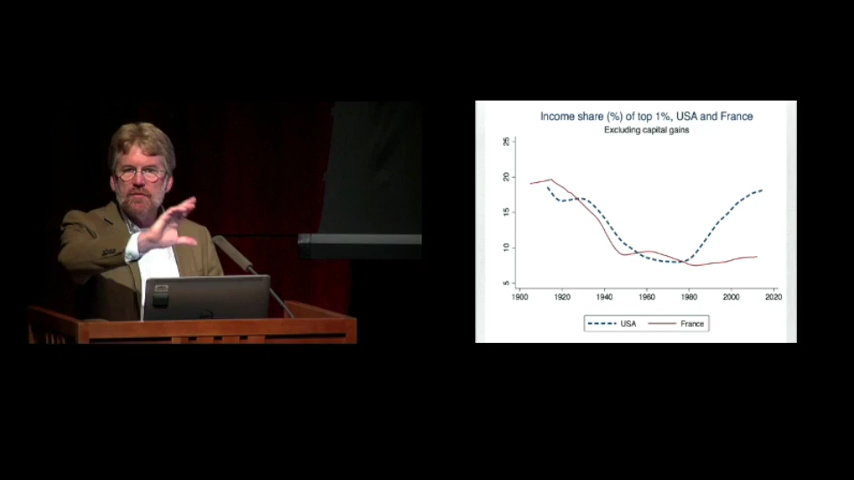 Income share (%) of top 1%, USA and France
Excluding capital gains
25
20
15
10
5
1900 1920 1940 1960 1980 2000 2020
USA France